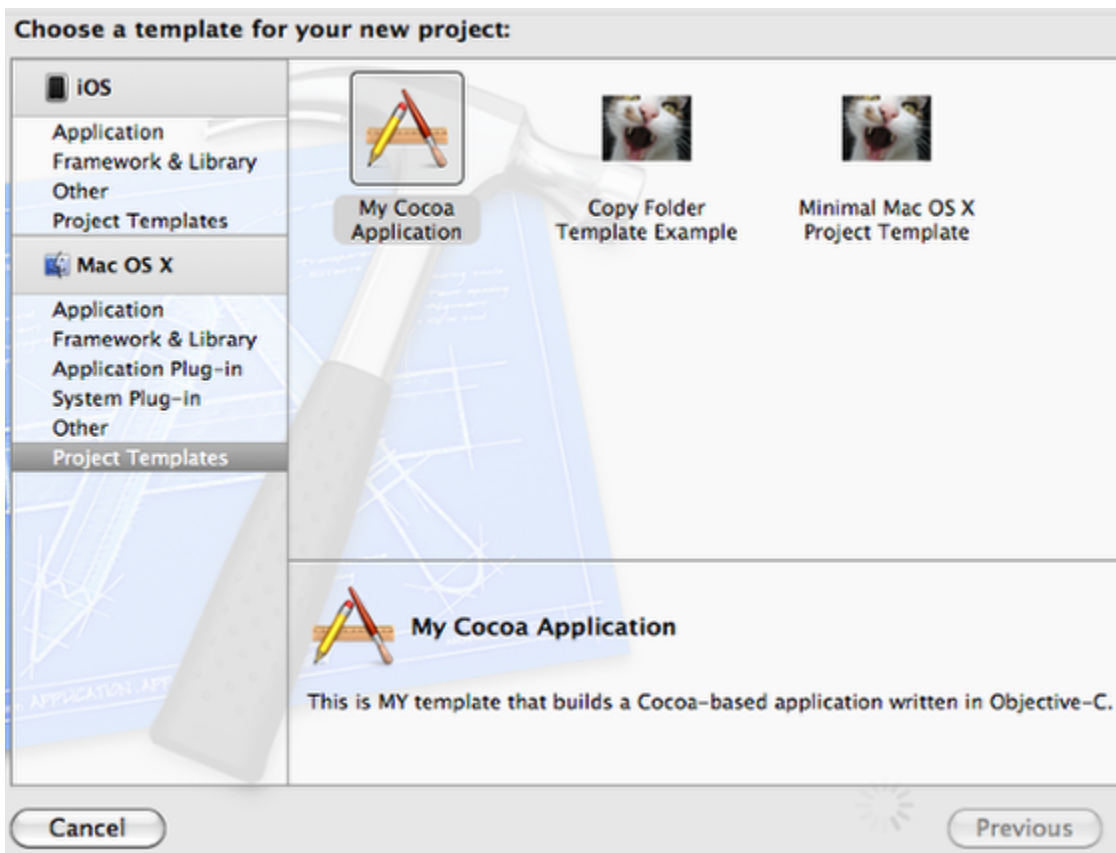 Choose a template for your new project:
iOS
Application
Framework & Library
Other
Project Templates
Mac OS X
Application
Framework & Library
Application Plug-in
System Plug-in
Other
Project Templates
My Cocoa
Application
Copy Folder
Template Example
Minimal Mac OS X
Project Template
My Cocoa Application
This is MY template that builds a Cocoa-based application written in Objective-C.
Cancel
Previous